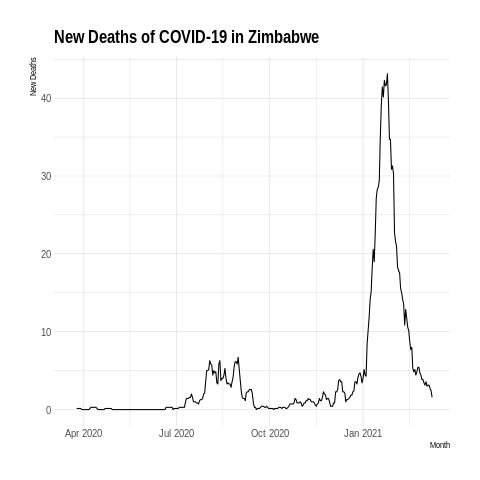 New Deaths of COVID-19 in Zimbabwe
New Deaths
40
30
20
10
0
Apr 2020 Jul 2020 Oct 2020 Jan 2021
Month